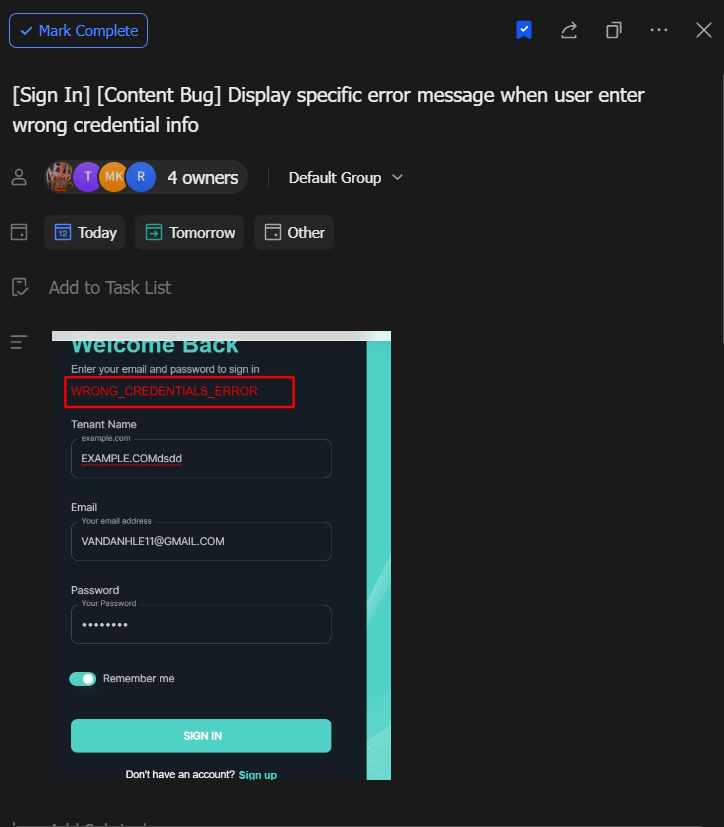 Mark Complete
[Sign In] [Content Bug] Display specific error message when user enter
wrong credential info
T MK R 4 owners Default Group
12 Today Tomorrow Other
Add to Task List
Welcome Back
Enter your email and password to sign in
WRONG_CREDENTIALS_ERROR
Tenant Name
example.com
EXAMPLE.COMdsdd
Email
Your email address
VANDANHLE11@GMAIL.COM
Password
Your Password
Remember me
SIGN IN
Don't have an account? Sign up